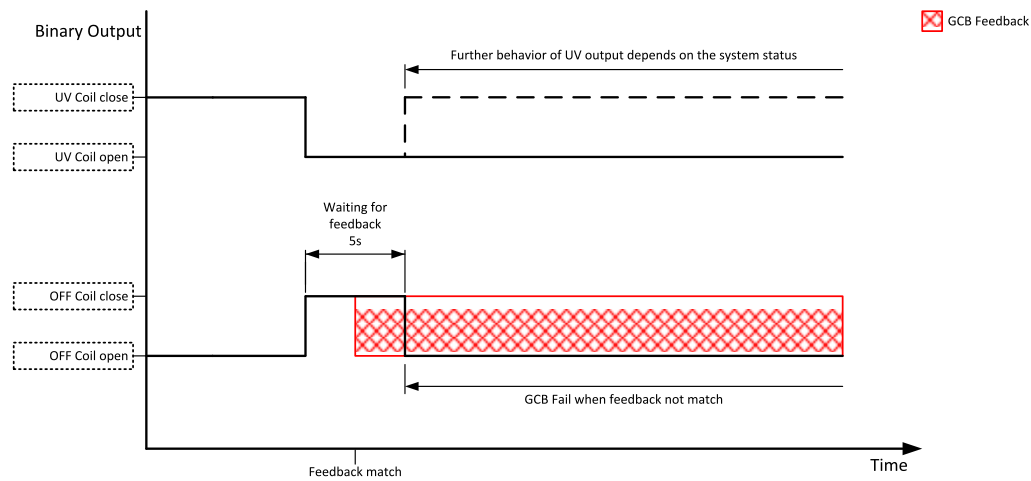 Binary Output
GCB Feedback
Further behavior of UV output depends on the system status
UV Coil close
UV Coil open
Waiting for
feedback
5s
OFF Coil close
OFF Coil open
GCB Fail when feedback not match
Feedback match
Time